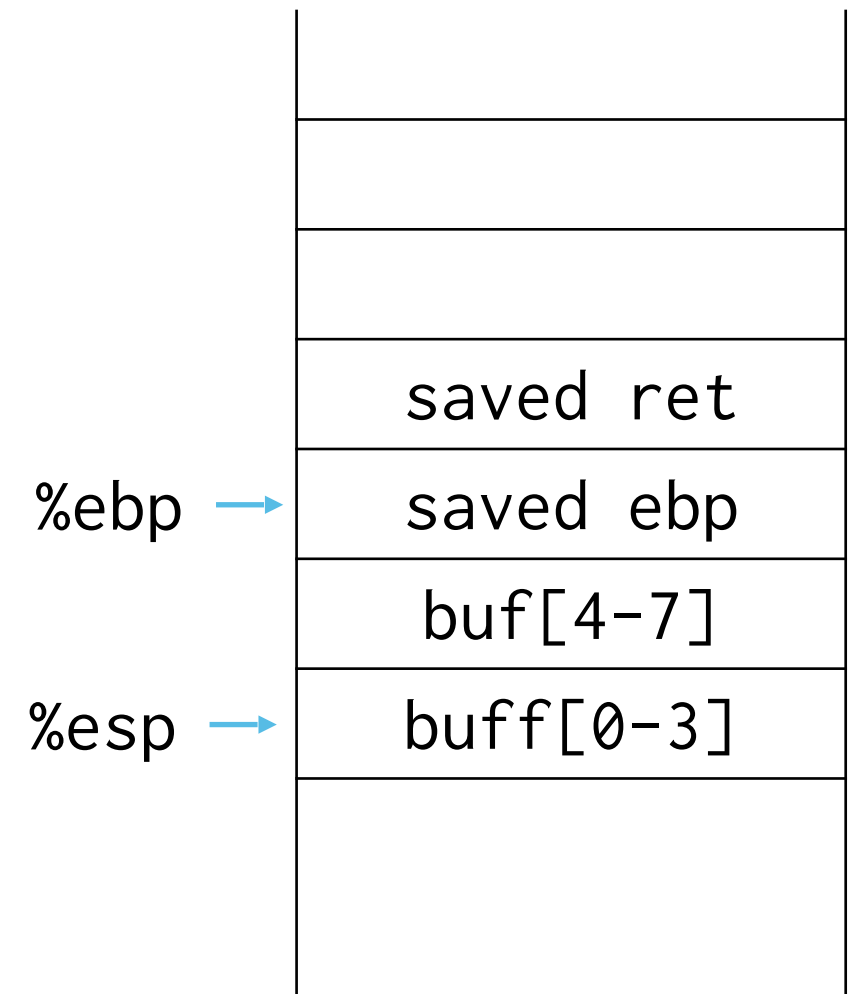 saved ret
%ebp saved ebp
buf[4-7]
%esp buff[0-3]